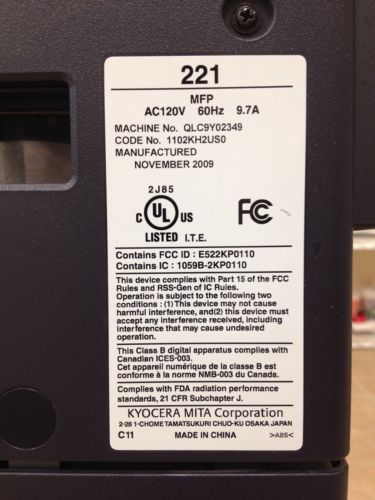 221
MFP
AC120V 60Hz 9.7A
MACHINE No. QLC9Y02349
CODE No. 1102KH2US0
MANUFACTURED
NOVEMBER 2009
2J85
C UL US
LISTED I.T.E.
FC
Contains FCC ID : E522KP0110
Contains IC : 1059B-2KP0110
This device complies with Part 15 of the FCC
Rules and RSS-Gen of IC Rules.
Operation is subject to the following two
conditions : (1) This device may not cause
harmful interference, and(2) this device must
accept any interference received, including
interference that may cause undesired
operation.
This Class B digital apparatus complies with
Canadian ICES-003.
Cet appareil numérique de la classe B est
conforme à la norme NMB-003 du Canada.
Complies with FDA radiation performance
standards, 21 CFR Subchapter J.
KYOCERA MITA Corporation
2-28 1-CHOME TAMATSUKURI CHUO-KU OSAKA JAPAN
C11 MADE IN CHINA >ABS<